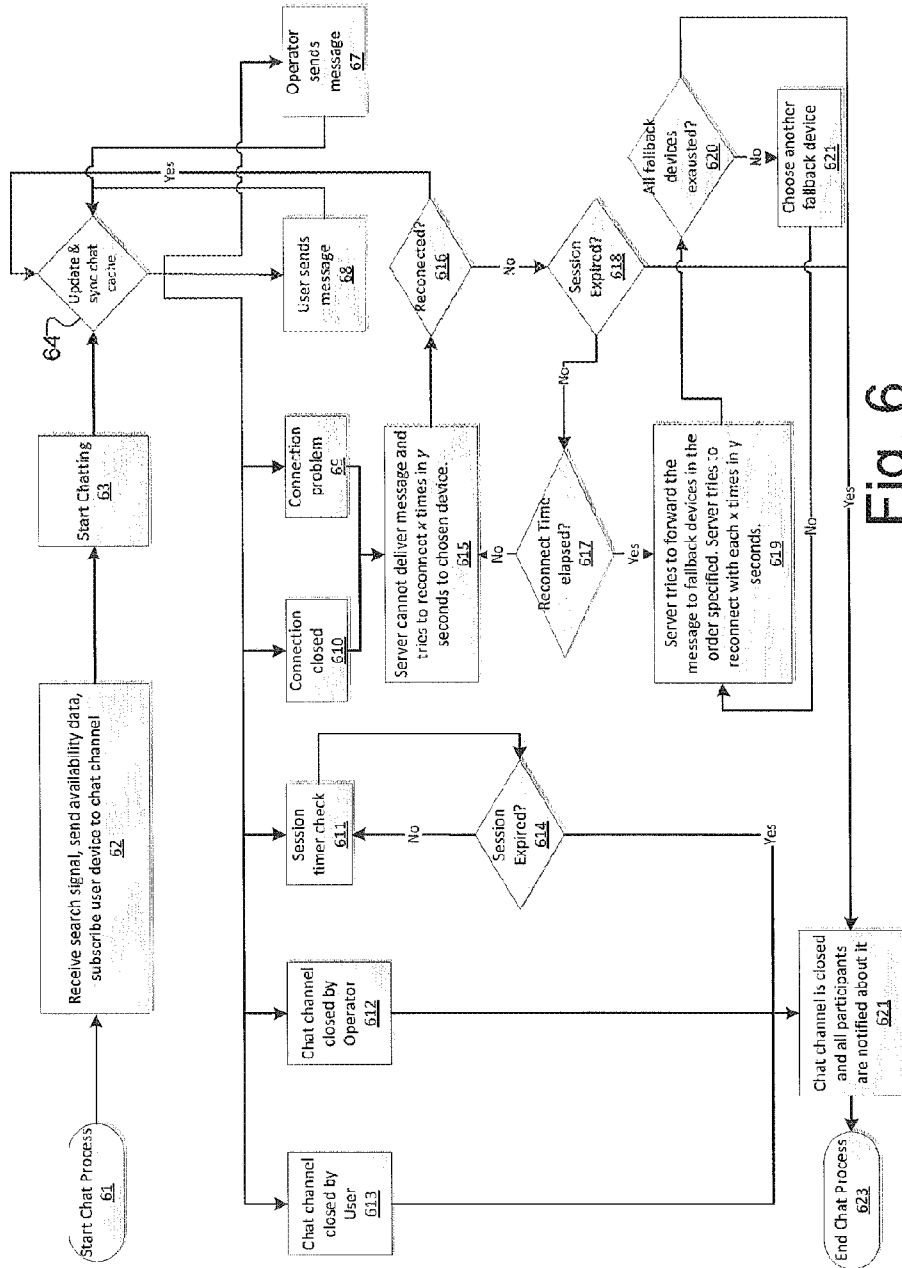 Start Chat Process
61
Receive search signal, send availability data,
subscribe user device to chat channel
62
Start Chatting
63
64
Update &
sync chat
cache
Operator
sends
message
67
User sends
message
68
Yes
Chat channel
closed by
User
613
Chat channel
closed by
Operator
612
Session
timer check
611
Connection
closed
610
Connection
problem
69
No
Session
Expired?
614
Yes
Server cannot deliver message and
tries to reconnect x times in y
seconds to chosen device.
615
Reconected?
616
No
Session
Expired?
618
No
Reconnect Time
elapsed?
617
No
Yes
Server tries to forward the
message to fallback devices in the
order specified. Server tries to
reconnect with each x times in y
seconds.
619
All fallback
devices
exausted?
620
No
Choose another
fallback device
621
No
Yes
Chat channel is closed
and all participants
are notified about it
621
End Chat Process
623
Fig. 6